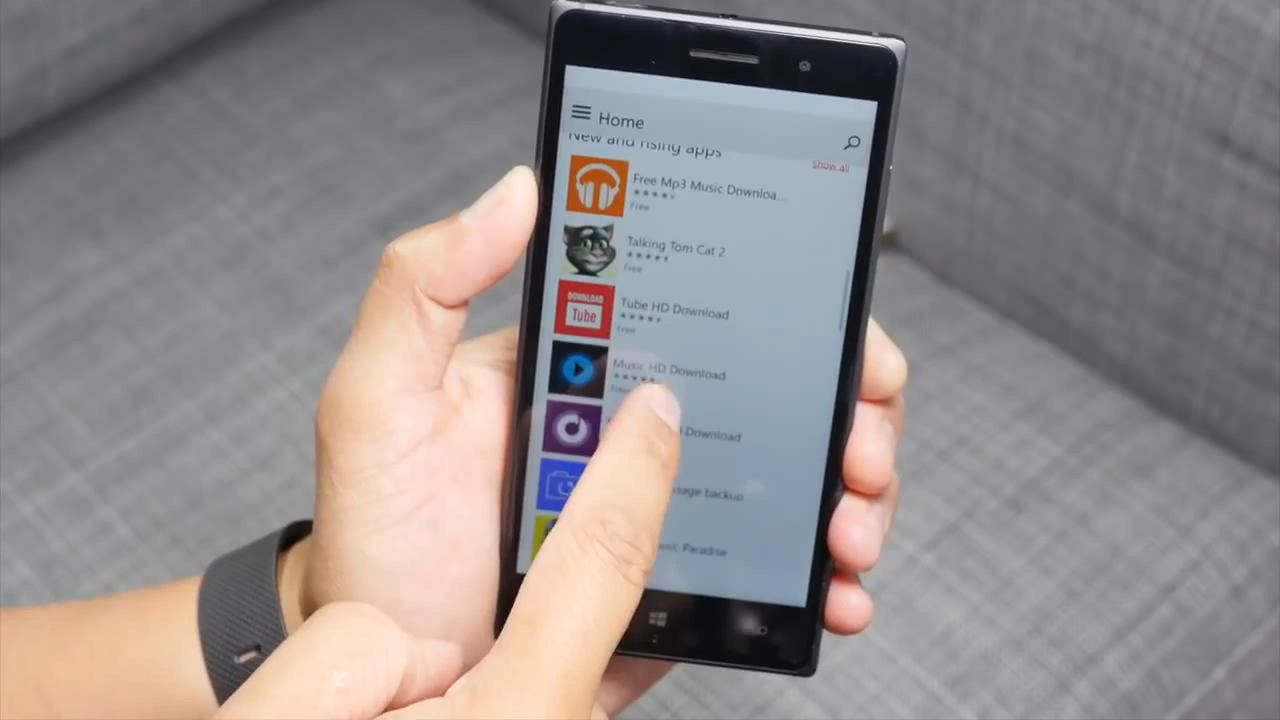 Home
New and rising apps
show all
Free Mp3 Music Downloa...
Free
Talking Tom Cat 2
Free
DOWNLOAD
Tube
Tube HD Download
Free
Music HD Download
Free
Download
backup
Paradise